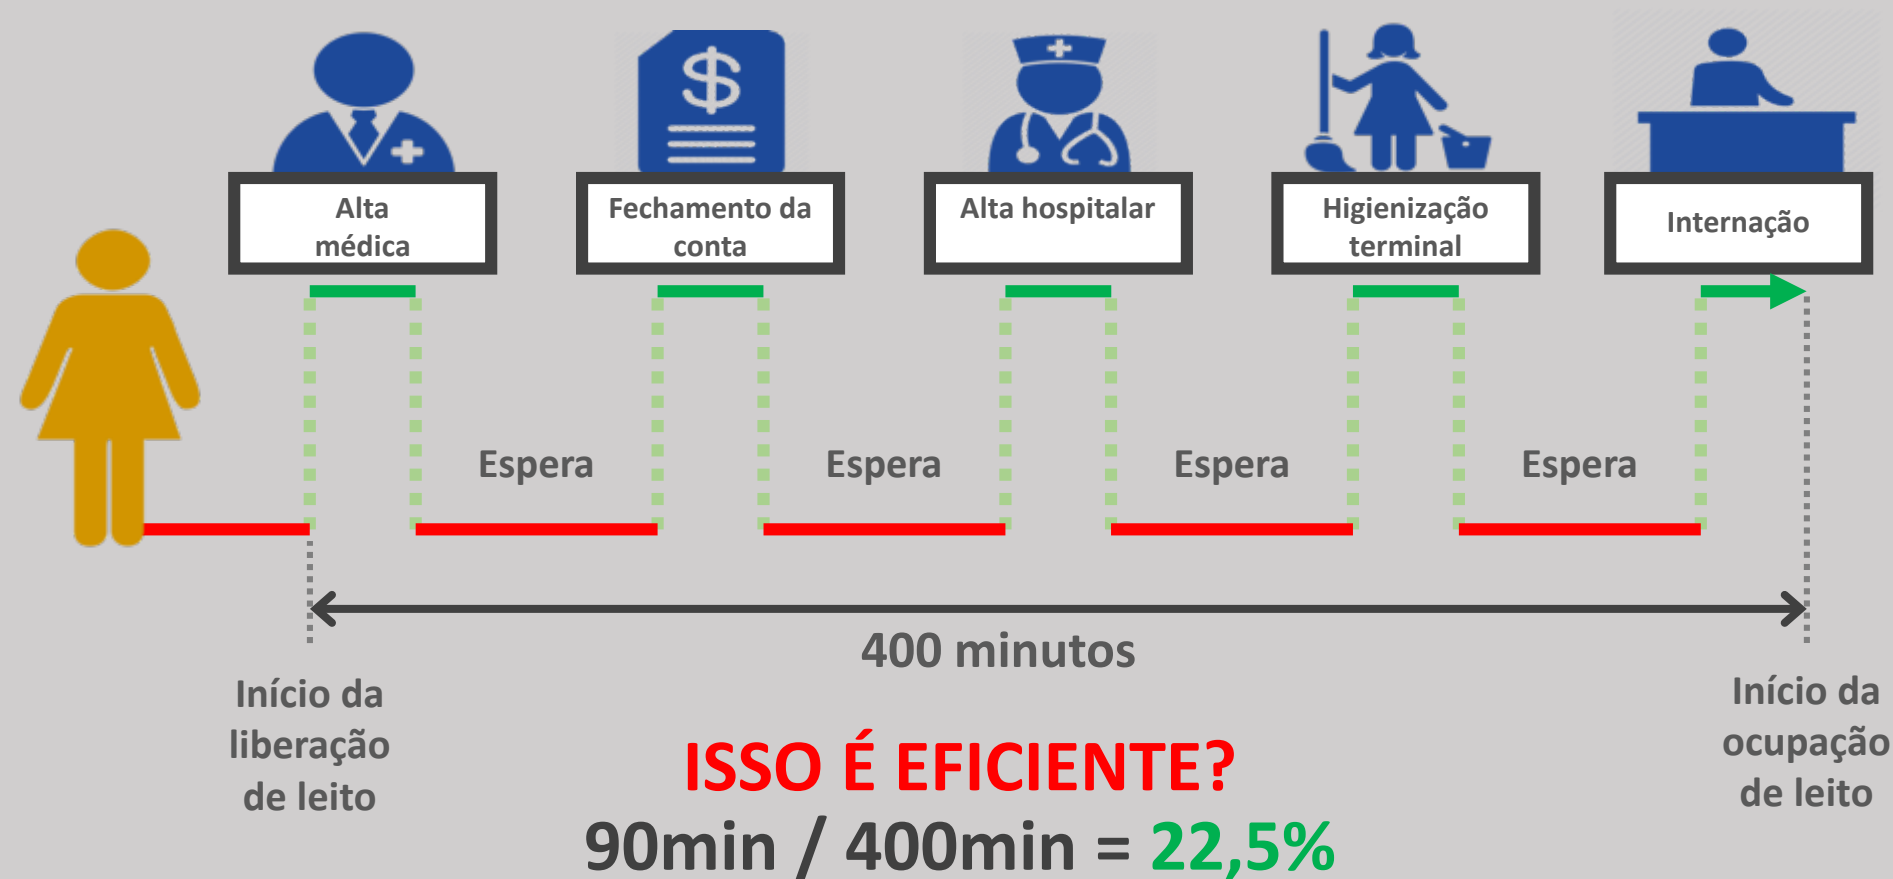 $
Alta
médica
Fechamento da
conta
Alta hospitalar
Higienização
terminal
Internação
Espera
Espera
Espera
Espera
400 minutos
Início da
liberação
de leito
Início da
ocupação
de leito
ISSO É EFICIENTE?
90min / 400min = 22,5%